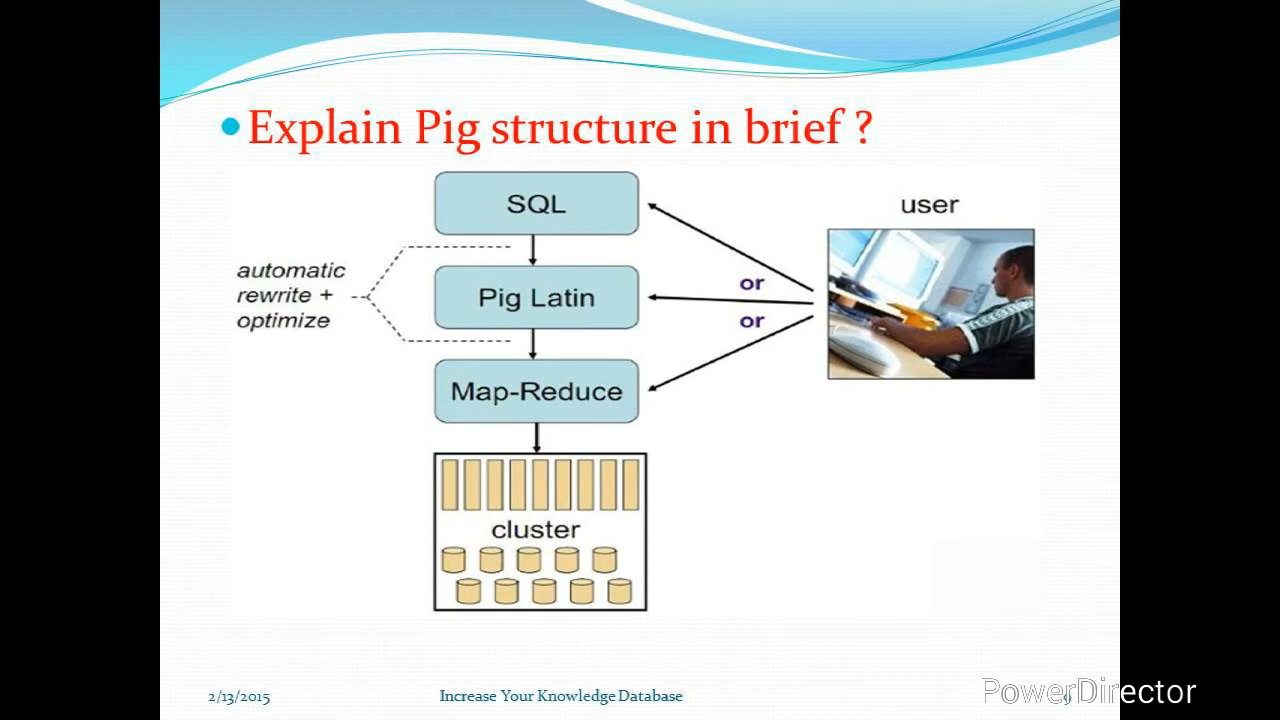 Explain Pig structure in brief ?
SQL
user
automatic
rewrite +
optimize
Pig Latin
or
or
Map-Reduce
cluster
2/13/2015
Increase Your Knowledge Database
9
PowerDirector